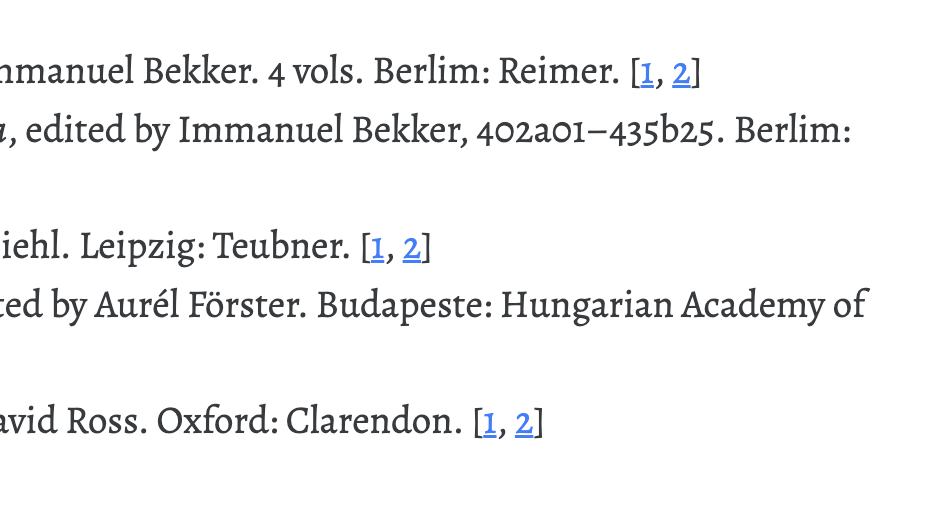 mmanuel Bekker. 4 vols. Berlim: Reimer. [1, 2]
a, edited by Immanuel Bekker, 402a01–435b25. Berlim:
iehl. Leipzig: Teubner. [1, 2]
ted by Aurél Förster. Budapeste: Hungarian Academy of
avid Ross. Oxford: Clarendon. [1, 2]